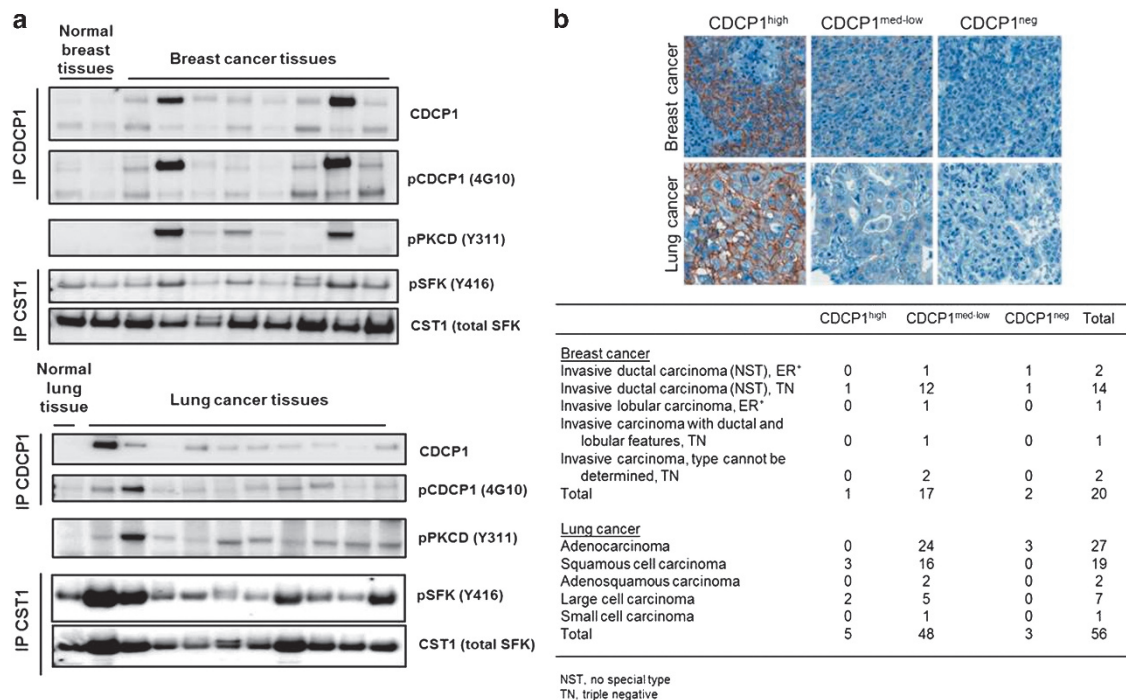 a
Normal
breast
tissues
Breast cancer tissues
IP CDCP1
CDCP1
pCDCP1 (4G10)
pPKCD (Y311)
IP CST1
pSFK (Y416)
CST1 (total SFK
Normal
lung
tissue
Lung cancer tissues
IP CDCP1
CDCP1
pCDCP1 (4G10)
pPKCD (Y311)
IP CST1
pSFK (Y416)
CST1 (total SFK)
b
CDCP1high CDCP1med-low CDCP1neg
Breast cancer
Lung cancer
CDCP1high CDCP1med-low CDCP1neg Total
Breast cancer
Invasive ductal carcinoma (NST), ER+ 0 1 1 2
Invasive ductal carcinoma (NST), TN 1 12 1 14
Invasive lobular carcinoma, ER+ 0 1 0 1
Invasive carcinoma with ductal and
lobular features, TN 0 1 0 1
Invasive carcinoma, type cannot be
determined, TN 0 2 0 2
Total 1 17 2 20
Lung cancer
Adenocarcinoma 0 24 3 27
Squamous cell carcinoma 3 16 0 19
Adenosquamous carcinoma 0 2 0 2
Large cell carcinoma 2 5 0 7
Small cell carcinoma 0 1 0 1
Total 5 48 3 56
NST, no special type
TN, triple negative